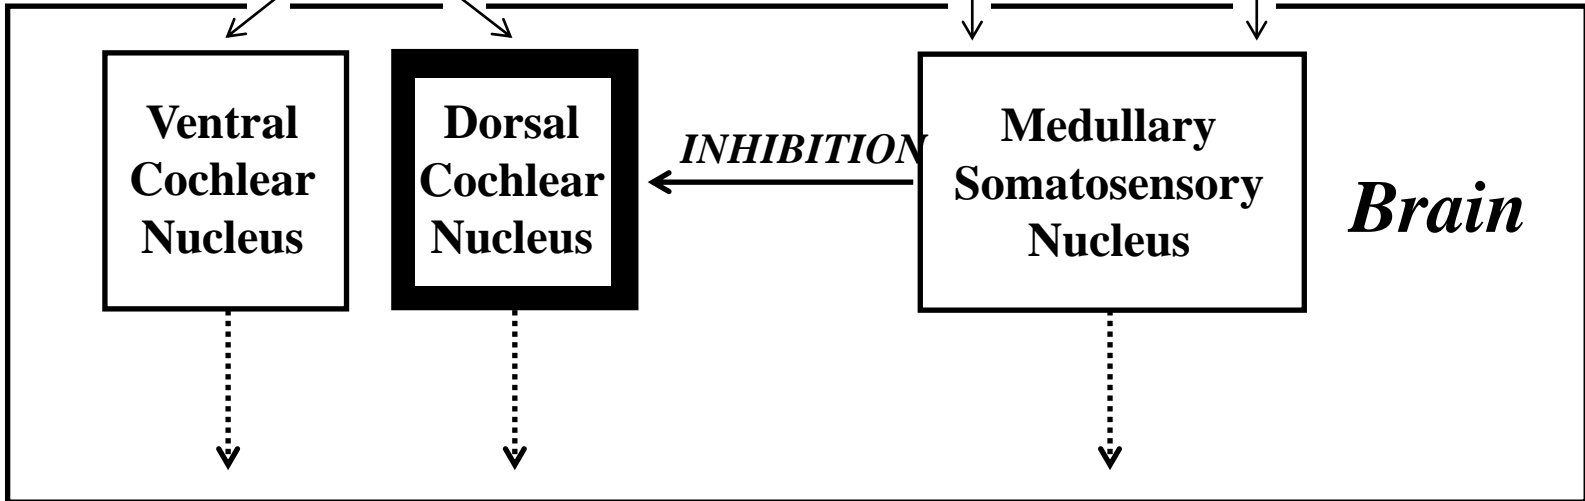 Ventral
Cochlear
Nucleus
Dorsal
Cochlear
Nucleus
INHIBITION
Medullary
Somatosensory
Nucleus
Brain